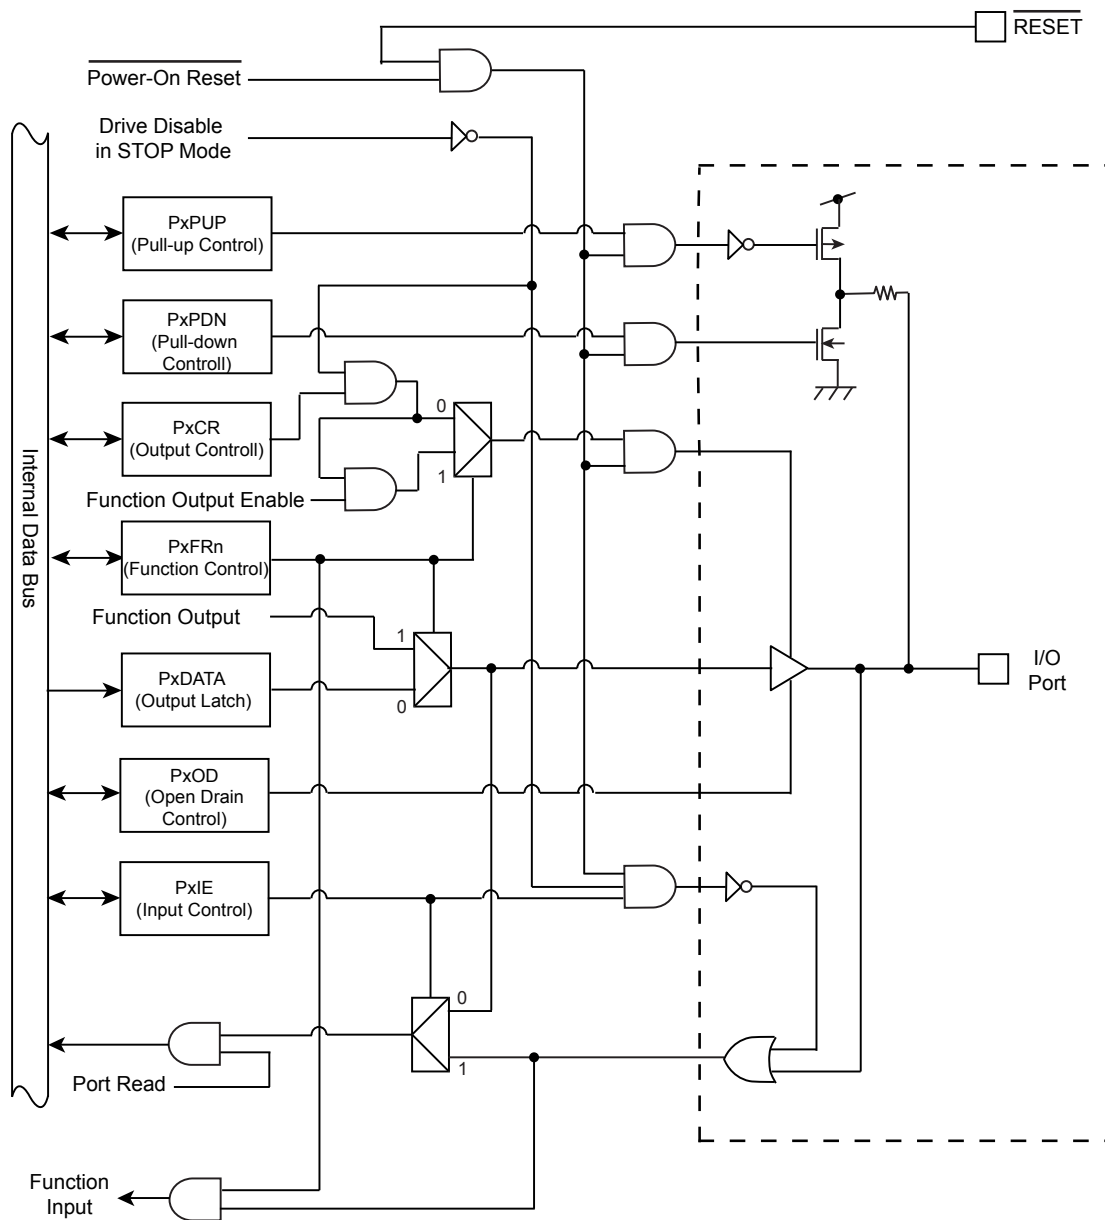 RESET
Power-On Reset
Drive Disable
in STOP Mode
PxPUP
(Pull-up Control)
PxPDN
(Pull-down
Controll)
PxCR
(Output Controll)
0
1
Function Output Enable
PxFRn
(Function Control)
Function Output
1
0
PxDATA
(Output Latch)
I/O
Port
PxOD
(Open Drain
Control)
PxIE
(Input Control)
0
1
Port Read
Function
Input
Internal Data Bus